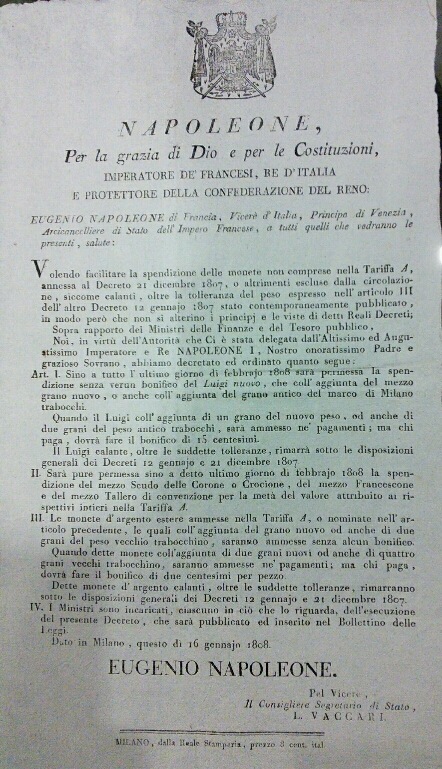 NAPOLEONE,
Per la grazia di Dio e per le Costituzioni,
IMPERATORE DE' FRANCESI, RE D'ITALIA
E PROTETTORE DELLA CONFEDERAZIONE DEL RENO:
EUGENIO NAPOLEONE di Francia, Vicerè d'Italia, Principe di Venezia,
Arcicancelliere di Stato dell'Impero Francese, a tutti quelli che vedranno le
presenti, salute:
Volendo facilitare la spendizione delle monete non comprese nella Tariffa A,
annessa al Decreto 21 dicembre 1807, o altrimenti escluse dalla circolazio-
ne, siccome calanti, oltre la tolleranza del peso espresso nell'articolo III
dell'altro Decreto 12 gennajo 1807 stato contemporaneamente pubblicato,
in modo però che non si alterino i principj e le viste di detti Reali Decreti;
Sopra rapporto dei Ministri delle Finanze e del Tesoro pubblico,
Noi, in virtù dell'Autorità che Ci è stata delegata dall'Altissimo ed Augu-
stissimo Imperatore e Re NAPOLEONE I, Nostro onoratissimo Padre e
grazioso Sovrano, abbiamo decretato ed ordinato quanto segue:
Art. I. Sino a tutto l'ultimo giorno di febbrajo 1808 sarà permessa la spen-
dizione senza verun bonifico del Luigi nuovo, che coll'aggiunta del mezzo
grano nuovo, o anche coll'aggiunta del grano antico del marco di Milano
trabocchi.
Quando il Luigi coll'aggiunta di un grano del nuovo peso, od anche di
due grani del peso antico trabocchi, sarà ammesso ne' pagamenti; ma chi
paga, dovrà fare il bonifico di 15 centesimi.
Il Luigi calante, oltre le suddette tolleranze, rimarrà sotto le disposizioni
generali dei Decreti 12 gennajo e 21 dicembre 1807.
II. Sarà pure permessa sino a detto ultimo giorno di febbrajo 1808 la spen-
dizione del mezzo Scudo delle Corone o Crocione, del mezzo Francescone
e del mezzo Tallero di convenzione per la metà del valore attribuito ai ri-
spettivi intieri nella Tariffa A.
III. Le monete d'argento essere ammesse nella Tariffa A, o nominate nell'ar-
ticolo precedente, le quali coll'aggiunta del grano nuovo od anche di due
grani del peso vecchio trabocchino, saranno ammesse senza alcun bonifico.
Quando dette monete coll'aggiunta di due grani nuovi od anche di quattro
grani vecchi trabocchino, saranno ammesse ne' pagamenti; ma chi paga,
dovrà fare il bonifico di due centesimi per pezzo.
Dette monete d'argento calanti, oltre le suddette tolleranze, rimarranno
sotto le disposizioni generali dei Decreti 12 gennajo e 21 dicembre 1807.
IV. I Ministri sono incaricati, ciascuno in ciò che lo riguarda, dell'esecuzione
del presente Decreto, che sarà pubblicato ed inserito nel Bollettino delle
Leggi.
Dato in Milano, questo dì 16 gennajo 1808.
EUGENIO NAPOLEONE.
Pel Vicerè,
Il Consigliere Segretario di Stato,
L. VACCARI.
MILANO, dalla Reale Stamperia, prezzo 8 cent. ital.